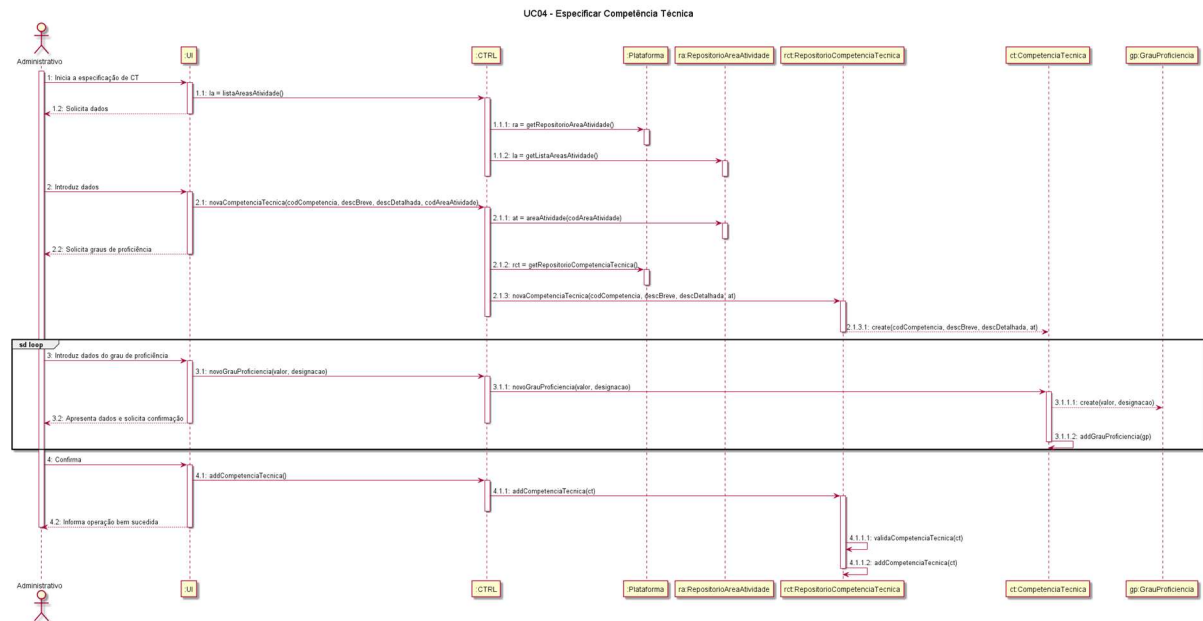 UC04 - Especificar Competência Técnica
Administrativo
:UI
:CTRL
:Plataforma
ra:RepositorioAreaAtividade
rct:RepositorioCompetenciaTecnica
ct:CompetenciaTecnica
gp:GrauProficiencia
1: Inicia a especificação de CT
1.1: la = listaAreasAtividade()
1.2: Solicita dados
1.1.1: ra = getRepositorioAreaAtividade()
1.1.2: la = getListaAreasAtividade()
2: Introduz dados
2.1: novaCompetenciaTecnica(codCompetencia, descBreve, descDetalhada, codAreaAtividade)
2.1.1: at = areaAtividade(codAreaAtividade)
2.2: Solicita graus de proficiência
2.1.2: rct = getRepositorioCompetenciaTecnica()
2.1.3: novaCompetenciaTecnica(codCompetencia, descBreve, descDetalhada, at)
2.1.3.1: create(codCompetencia, descBreve, descDetalhada, at)
sd loop
3: Introduz dados do grau de proficiência
3.1: novoGrauProficiencia(valor, designacao)
3.1.1: novoGrauProficiencia(valor, designacao)
3.1.1.1: create(valor, designacao)
3.2: Apresenta dados e solicita confirmação
3.1.1.2: addGrauProficiencia(gp)
4: Confirma
4.1: addCompetenciaTecnica()
4.1.1: addCompetenciaTecnica(ct)
4.2: Informa operação bem sucedida
4.1.1.1: validaCompetenciaTecnica(ct)
4.1.1.2: addCompetenciaTecnica(ct)
Administrativo
:UI
:CTRL
:Plataforma
ra:RepositorioAreaAtividade
rct:RepositorioCompetenciaTecnica
ct:CompetenciaTecnica
gp:GrauProficiencia